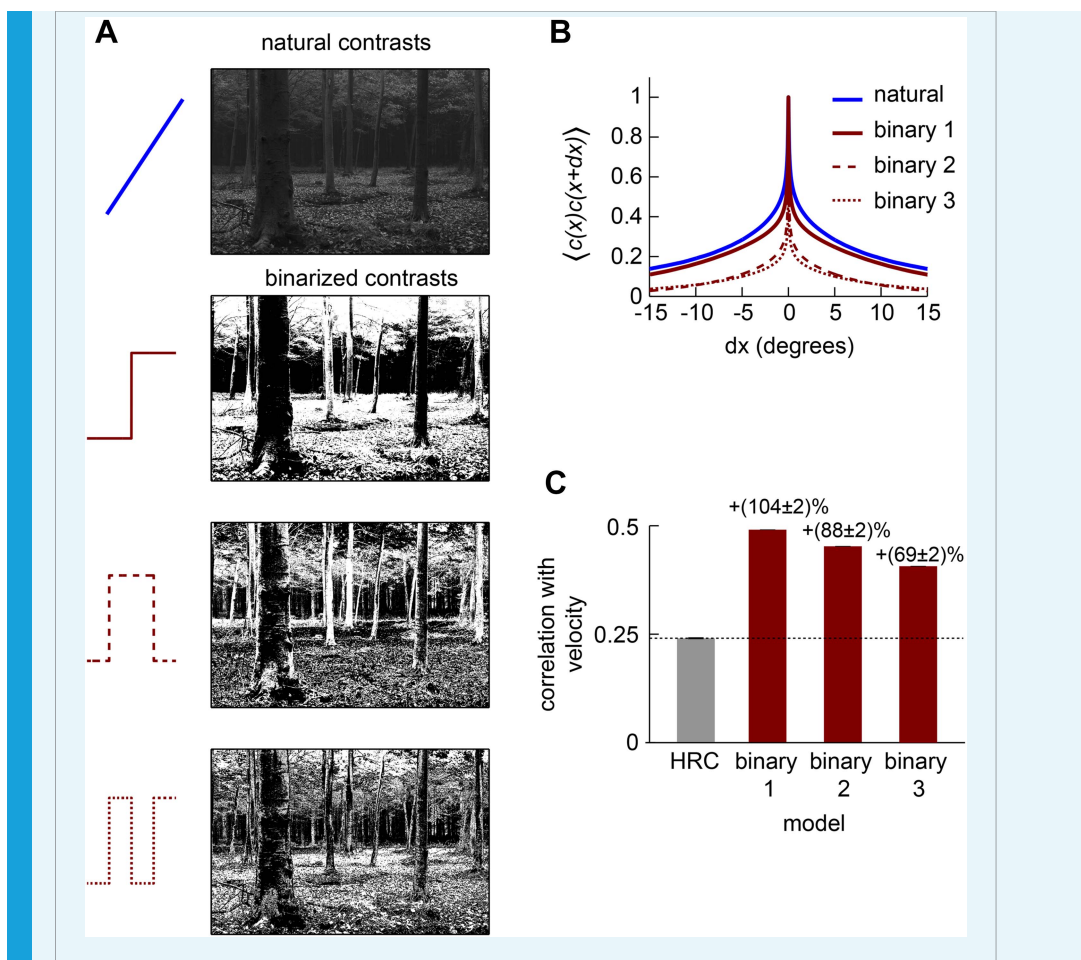 A
natural contrasts
binarized contrasts
B
⟨c(x)c(x+dx)⟩
1
0.8
0.6
0.4
0.2
0
-15
-10
-5
0
5
10
15
dx (degrees)
natural
binary 1
binary 2
binary 3
C
correlation with
velocity
0.5
0.25
0
+(104±2)%
+(88±2)%
+(69±2)%
HRC
binary
1
binary
2
binary
3
model